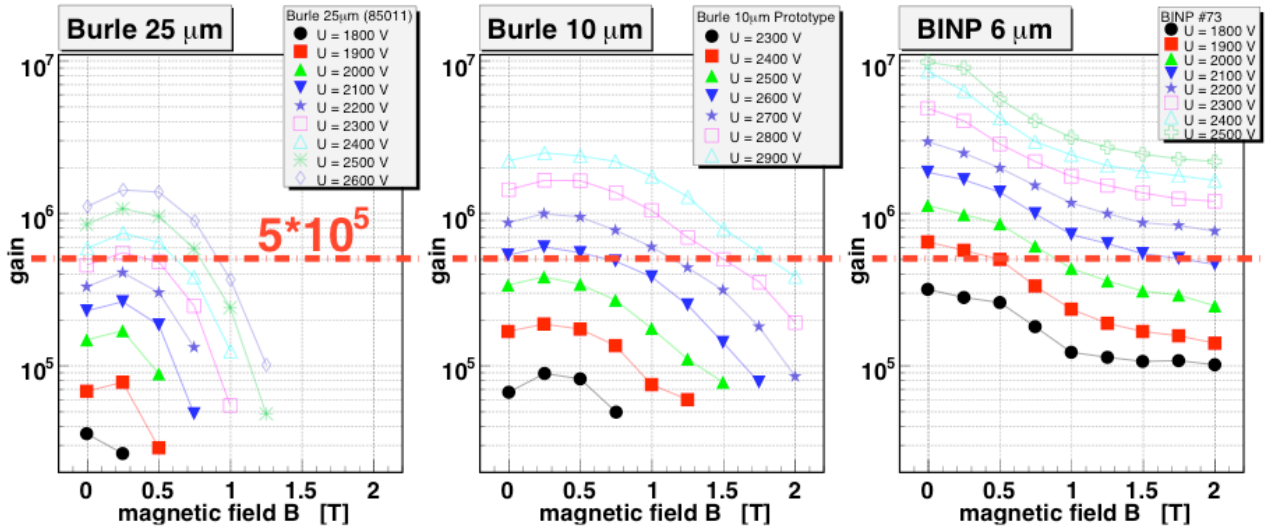 Burle 25 μm
Burle 25μm (85011)
U = 1800 V
U = 1900 V
U = 2000 V
U = 2100 V
U = 2200 V
U = 2300 V
U = 2400 V
U = 2500 V
U = 2600 V
10⁷
10⁶
10⁵
gain
5*10⁵
0
0.5
1
1.5
2
magnetic field B [T]
Burle 10 μm
Burle 10μm Prototype
U = 2300 V
U = 2400 V
U = 2500 V
U = 2600 V
U = 2700 V
U = 2800 V
U = 2900 V
10⁷
10⁶
10⁵
gain
0
0.5
1
1.5
2
magnetic field B [T]
BINP 6 μm
BINP #73
U = 1800 V
U = 1900 V
U = 2000 V
U = 2100 V
U = 2200 V
U = 2300 V
U = 2400 V
U = 2500 V
10⁷
10⁶
10⁵
gain
0
0.5
1
1.5
2
magnetic field B [T]